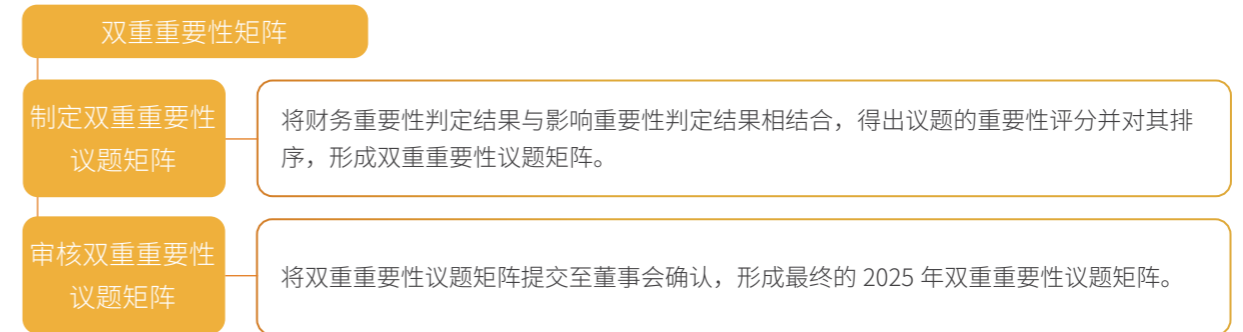 双重重要性矩阵
制定双重重要性
议题矩阵
将财务重要性判定结果与影响重要性判定结果相结合，得出议题的重要性评分并对其排
序，形成双重重要性议题矩阵。
审核双重重要性
议题矩阵
将双重重要性议题矩阵提交至董事会确认，形成最终的 2025 年双重重要性议题矩阵。